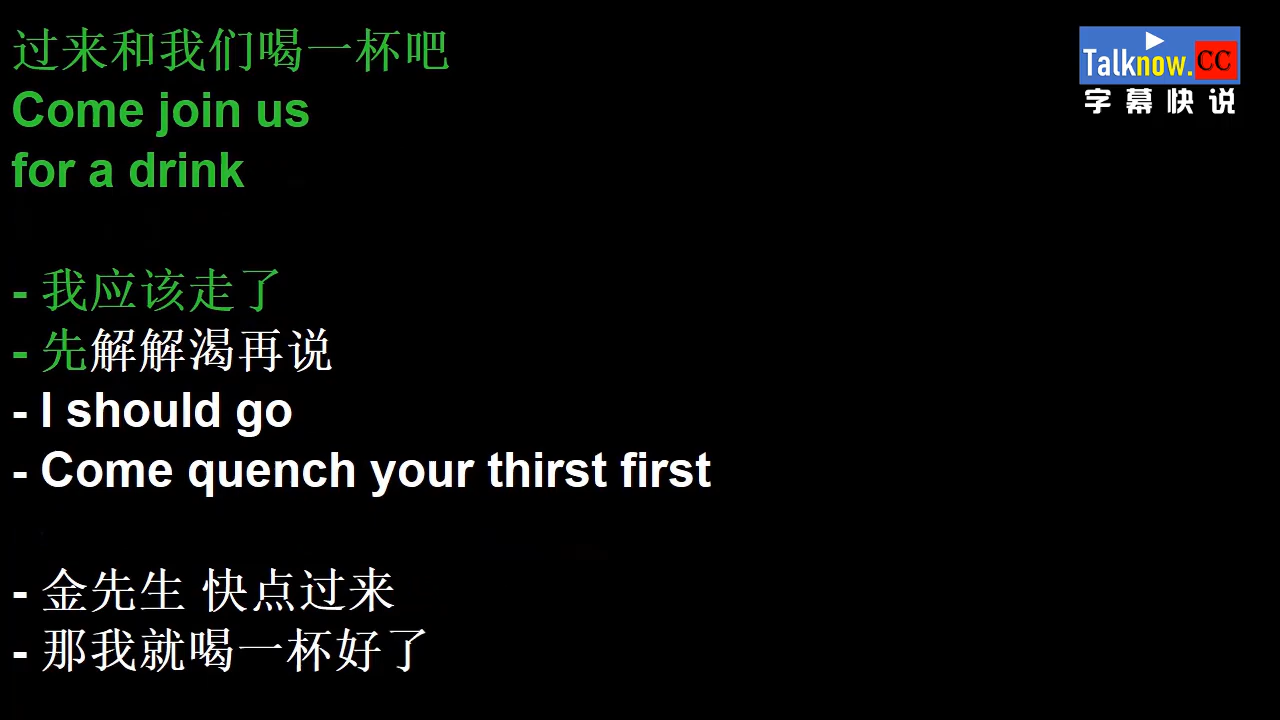 过来和我们喝一杯吧
Come join us
for a drink
- 我应该走了
- 先解解渴再说
- I should go
- Come quench your thirst first
- 金先生 快点过来
- 那我就喝一杯好了
Talknow.CC
字幕快说